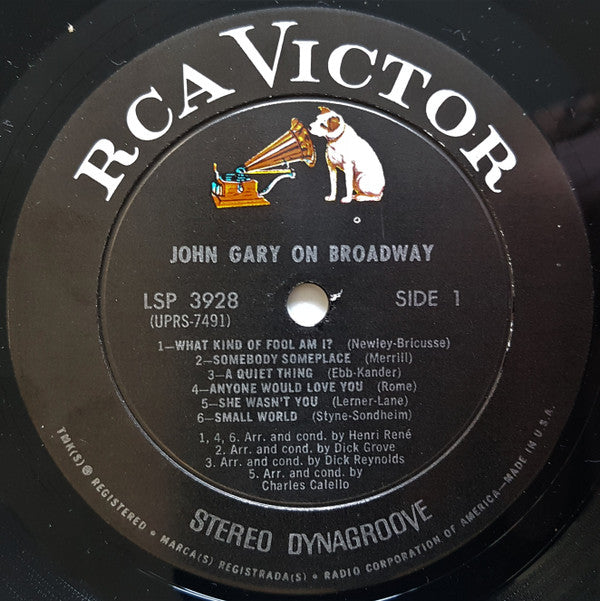 RCA VICTOR
JOHN GARY ON BROADWAY
LSP 3928
(UPRS-7491)
SIDE 1
1—WHAT KIND OF FOOL AM I? (Newley-Bricusse)
2—SOMEBODY SOMEPLACE (Merrill)
3—A QUIET THING (Ebb-Kander)
4—ANYONE WOULD LOVE YOU (Rome)
5—SHE WASN'T YOU (Lerner-Lane)
6—SMALL WORLD (Styne-Sondheim)
1, 4, 6. Arr. and cond. by Henri René
2. Arr. and cond. by Dick Grove
3. Arr. and cond. by Dick Reynolds
5. Arr. and cond. by
Charles Calello
STEREO DYNAGROOVE
TMK(S) ® REGISTERED • MARCA(S) REGISTRADA(S) • RADIO CORPORATION OF AMERICA—MADE IN U.S.A.